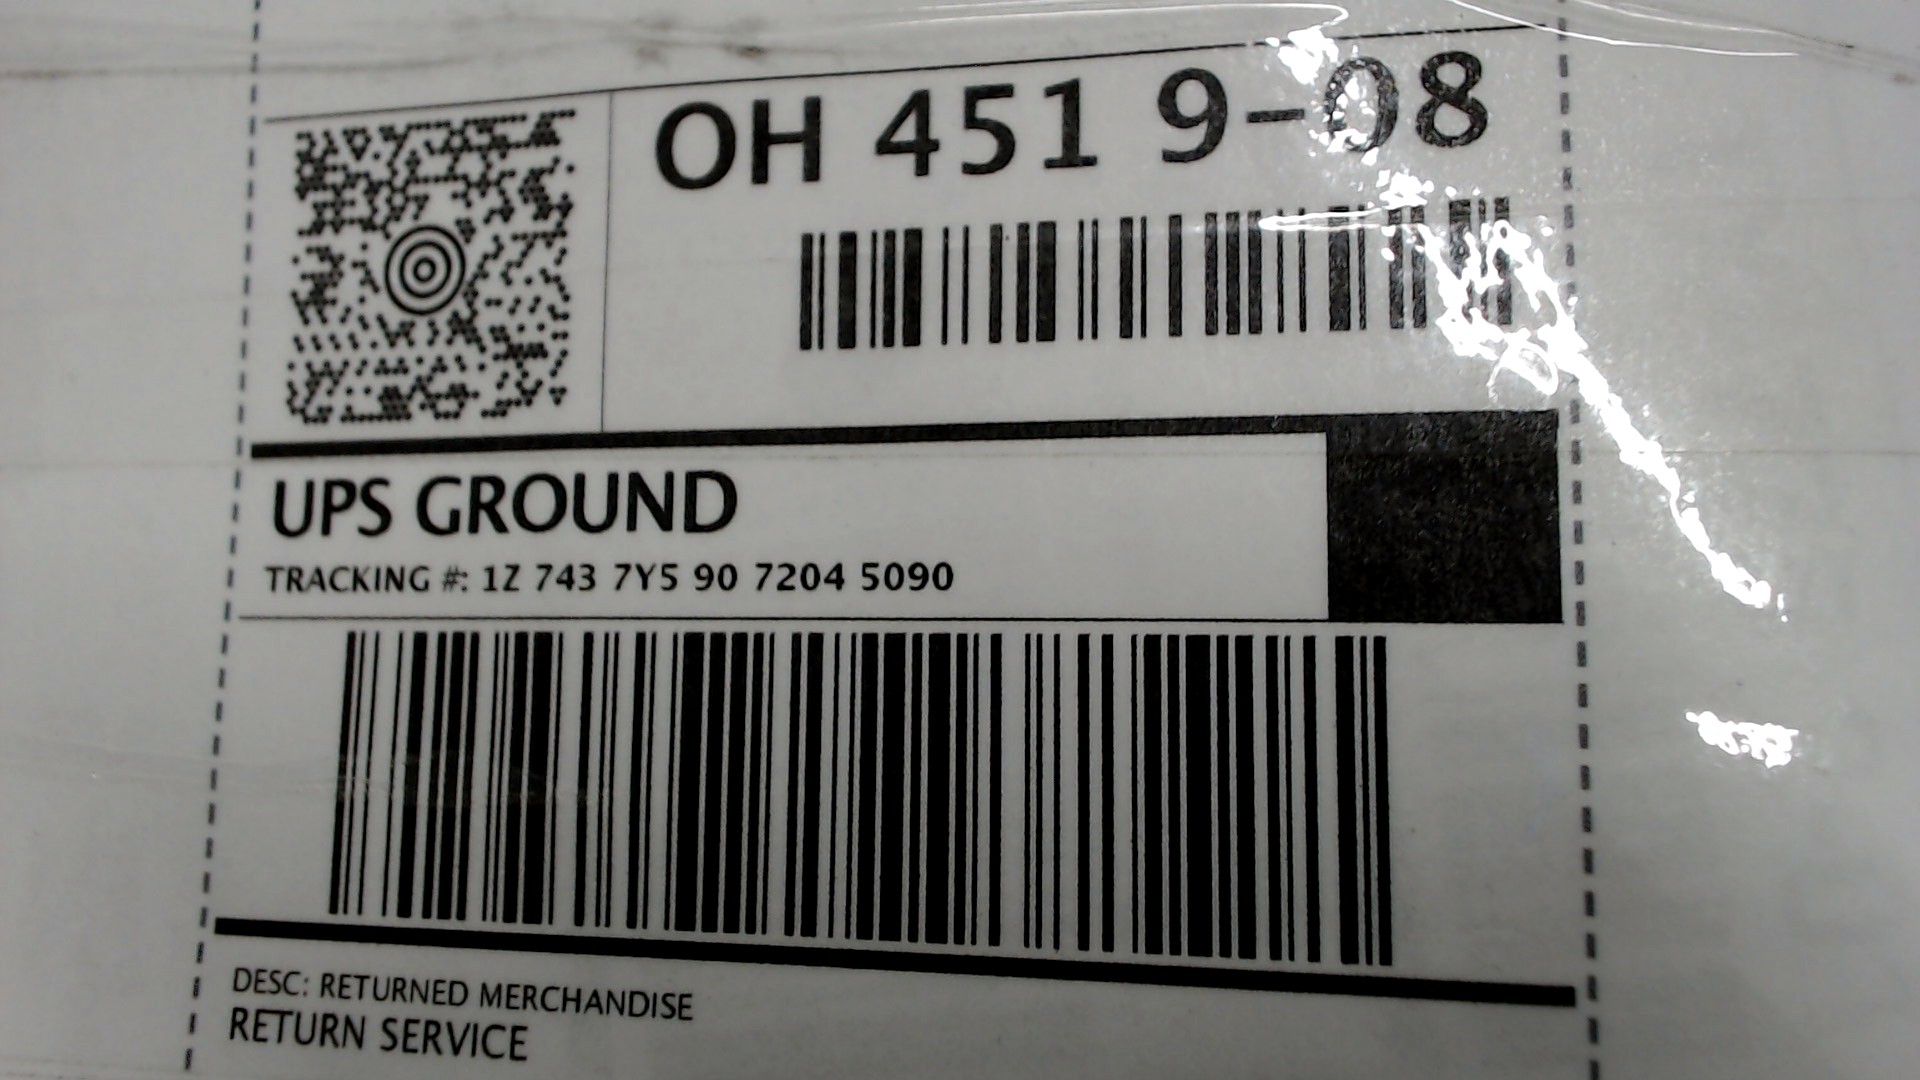 OH 451 9-08
UPS GROUND
TRACKING #: 1Z 743 7Y5 90 7204 5090
DESC: RETURNED MERCHANDISE
RETURN SERVICE